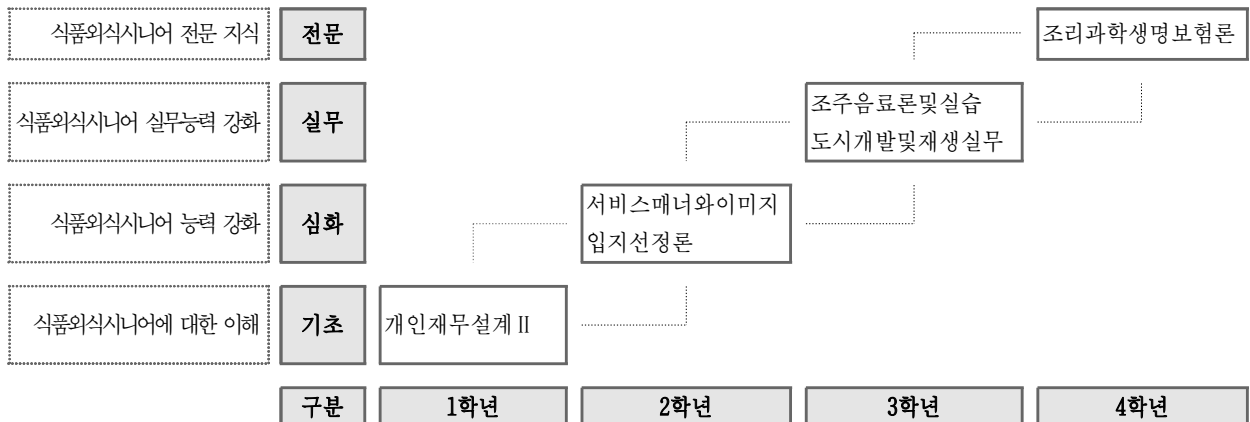 식품외식시니어 전문 지식
전문
조리과학생명보험론
식품외식시니어 실무능력 강화
실무
조주음료론및실습
도시개발및재생실무
식품외식시니어 능력 강화
심화
서비스매너와이미지
입지선정론
식품외식시니어에 대한 이해
기초
개인재무설계Ⅱ
구분
1학년
2학년
3학년
4학년